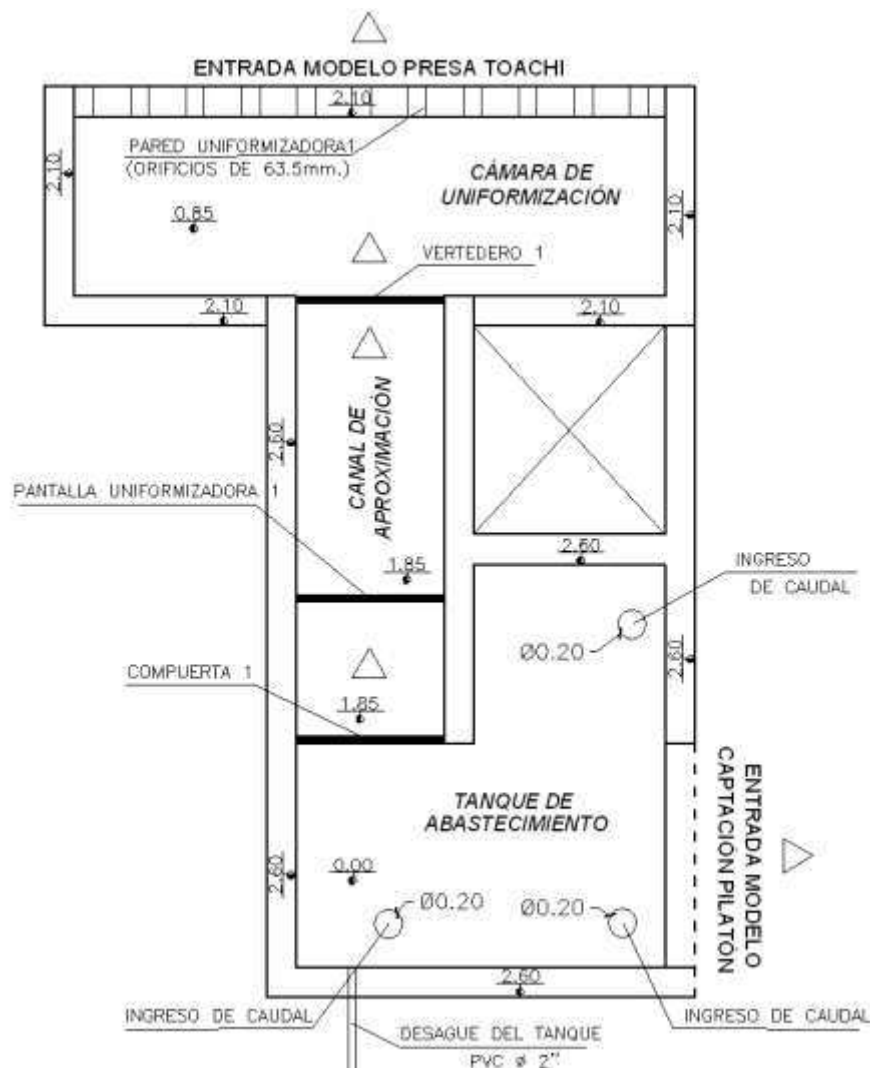 ENTRADA MODELO PRESA TOACHI
2.10
PARED UNIFORMIZADORA1
(ORIFICIOS DE 63.5mm.)
CÁMARA DE
UNIFORMIZACIÓN
2.10
2.10
0.85
VERTEDERO 1
2.10
2.10
CANAL DE
APROXIMACIÓN
2.60
PANTALLA UNIFORMIZADORA 1
1.85
2.60
INGRESO
DE CAUDAL
Ø0.20
2.60
COMPUERTA 1
1.85
TANQUE DE
ABASTECIMIENTO
ENTRADA MODELO
CAPTACIÓN PILATÓN
2.60
0.00
Ø0.20
Ø0.20
2.60
INGRESO DE CAUDAL
DESAGUE DEL TANQUE
PVC ø 2"
INGRESO DE CAUDAL